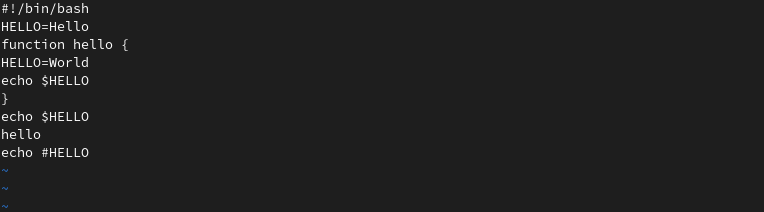 #!/bin/bash
HELLO=Hello
function hello {
HELLO=World
echo $HELLO
}
echo $HELLO
hello
echo #HELLO
~
~
~